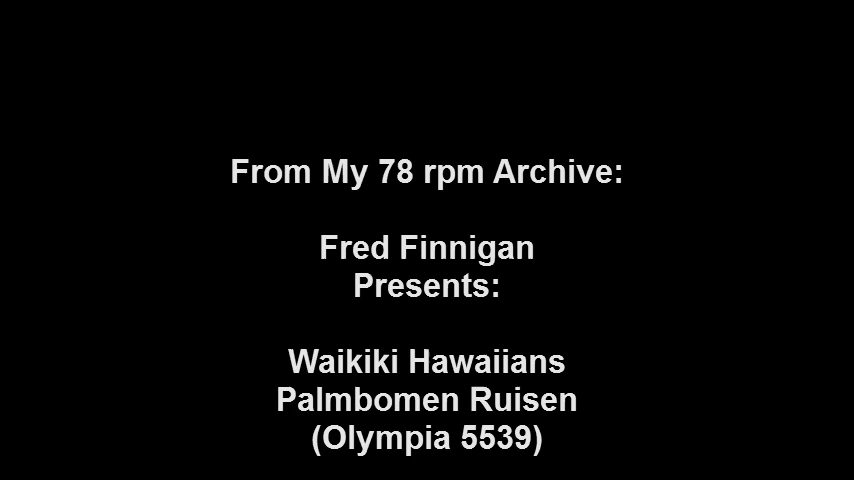 From My 78 rpm Archive:
Fred Finnigan
Presents:
Waikiki Hawaiians
Palmbomen Ruisen
(Olympia 5539)